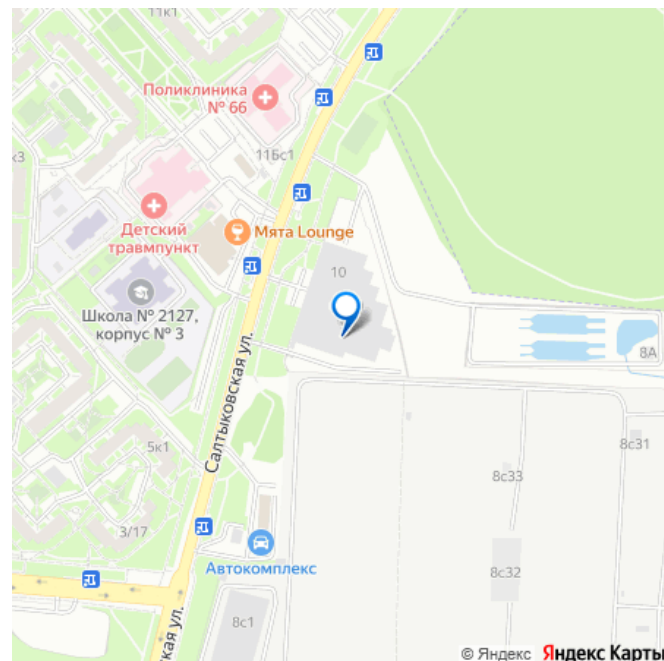 11к1
Поликлиника
№ 66
11Бс1
к3
Детский
травмпункт
Мята Lounge
10
Школа № 2127,
корпус № 3
8А
Салтыковская ул.
5к1
8с31
8с33
3/17
Автокомплекс
8с32
8с1
ская ул.
© Яндекс Яндекс Карты